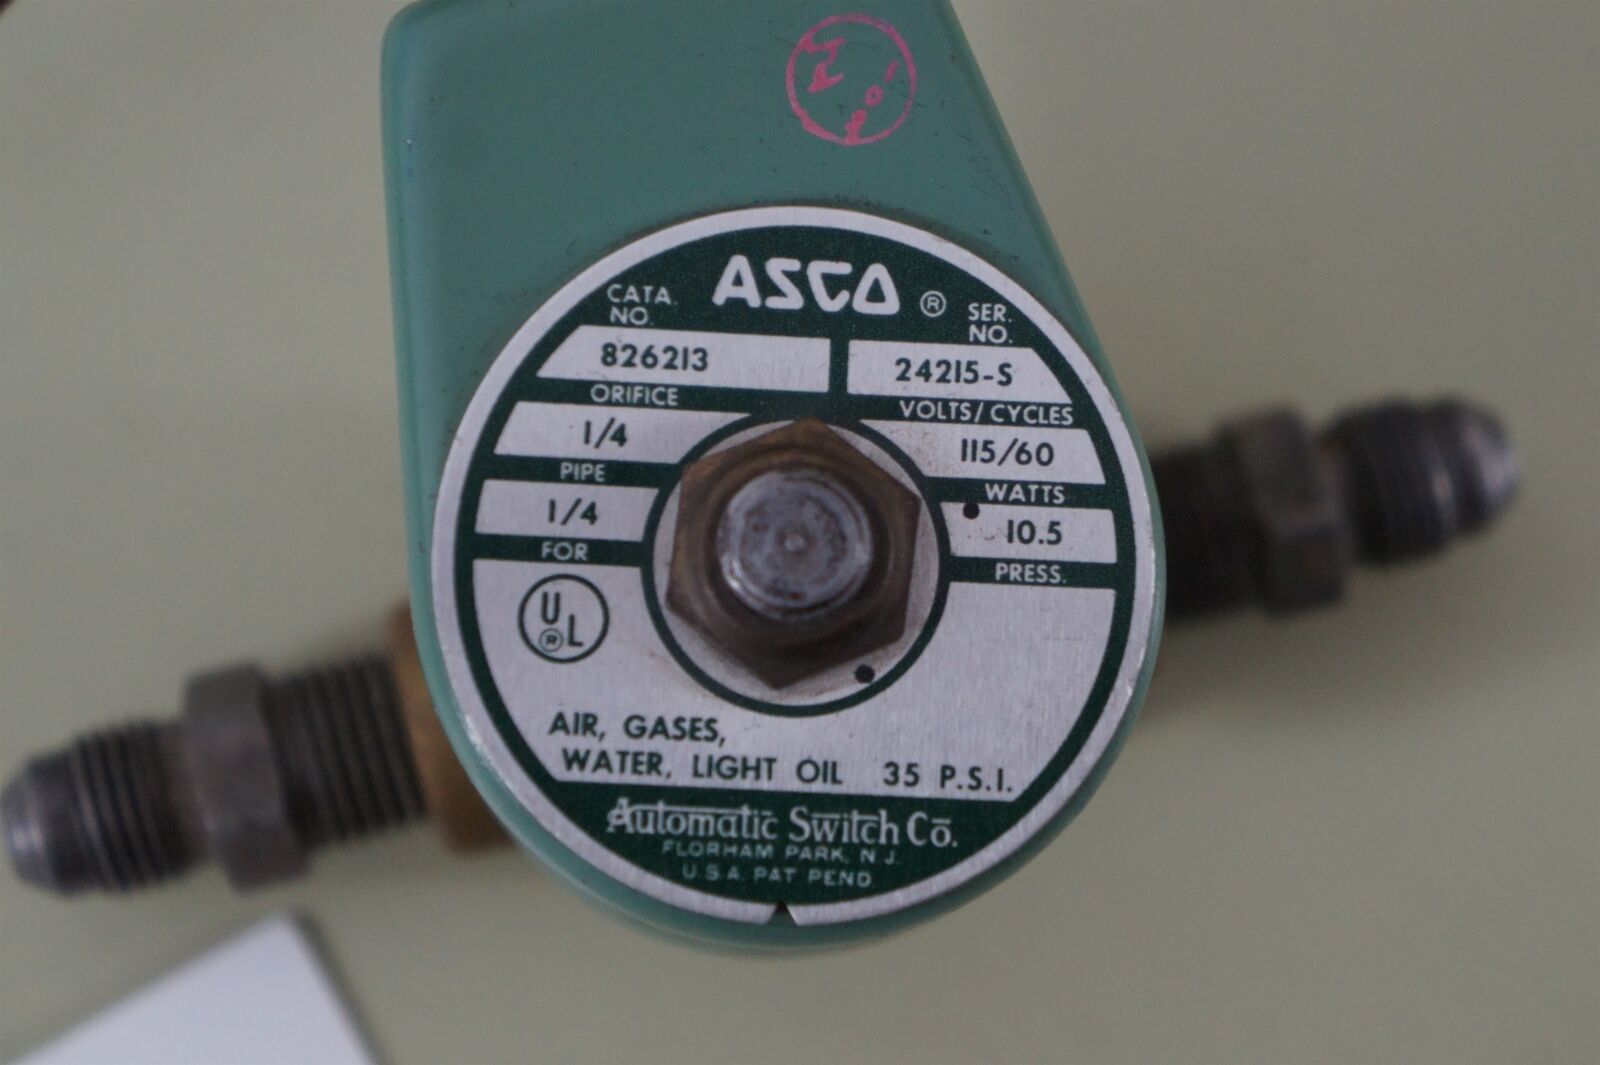 ASCO ®
CATA. NO.
826213
SER. NO.
24215-S
ORIFICE
1/4
VOLTS/CYCLES
115/60
PIPE
1/4
WATTS
10.5
FOR
PRESS.
U L ®
AIR, GASES,
WATER, LIGHT OIL 35 P.S.I.
Automatic Switch Co.
FLORHAM PARK, N J.
U.S.A. PAT PEND